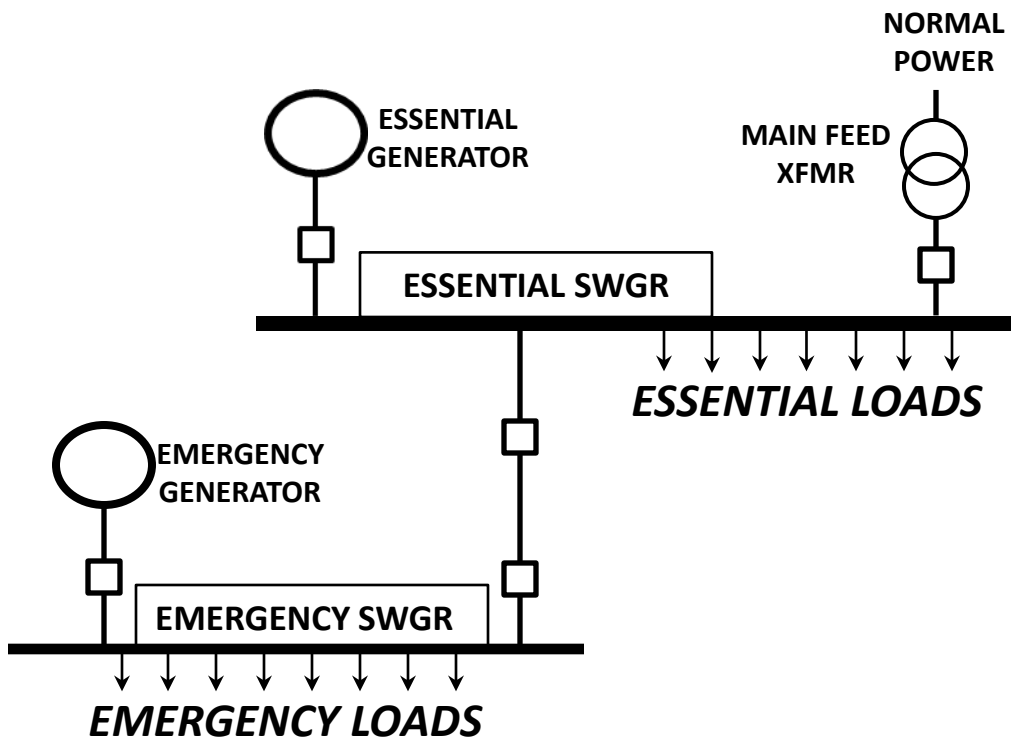 NORMAL
POWER
ESSENTIAL
GENERATOR
MAIN FEED
XFMR
ESSENTIAL SWGR
ESSENTIAL LOADS
EMERGENCY
GENERATOR
EMERGENCY SWGR
EMERGENCY LOADS